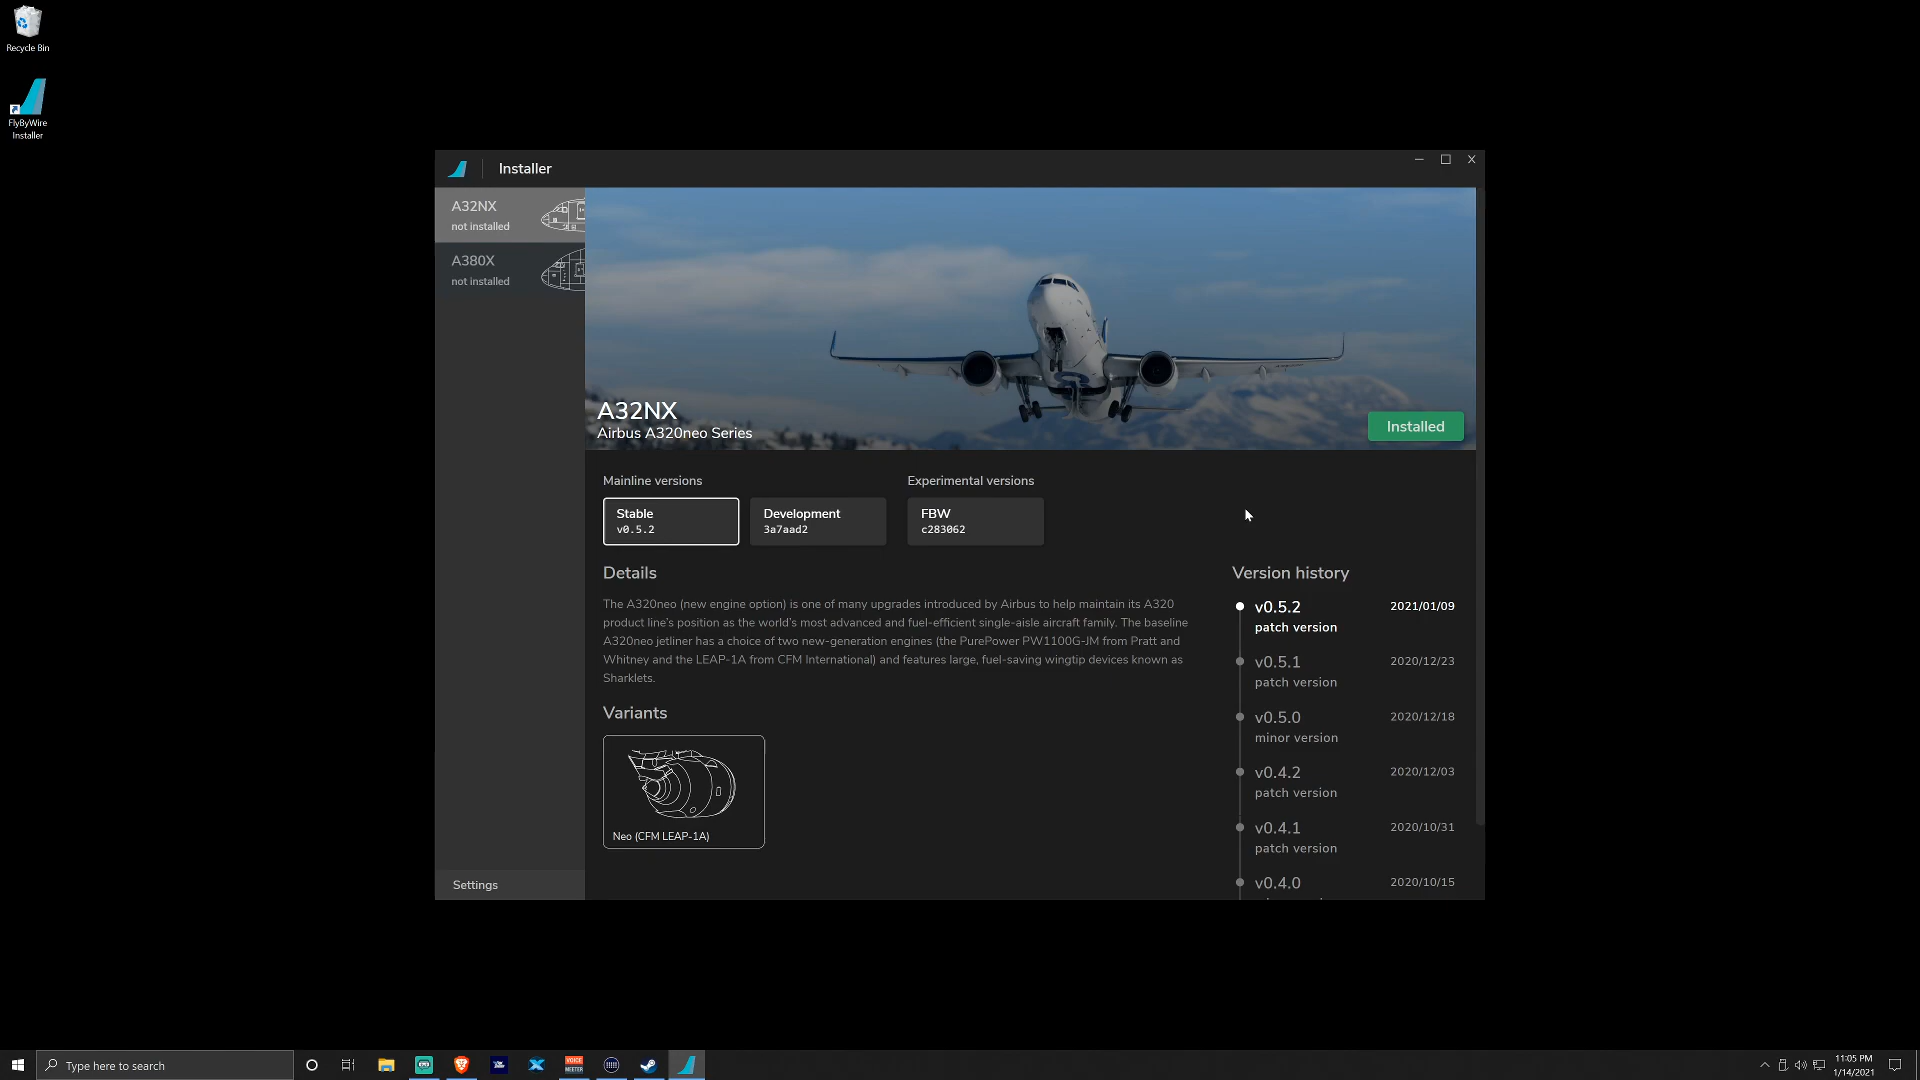 Recycle Bin
FlyByWire
Installer
Installer
A32NX
not installed
A380X
not installed
A32NX
Airbus A320neo Series
Installed
Mainline versions
Experimental versions
Stable
v0.5.2
Development
3a7aad2
FBW
c283062
Details
The A320neo (new engine option) is one of many upgrades introduced by Airbus to help maintain its A320
product line's position as the world's most advanced and fuel-efficient single-aisle aircraft family. The baseline
A320neo jetliner has a choice of two new-generation engines (the PurePower PW1100G-JM from Pratt and
Whitney and the LEAP-1A from CFM International) and features large, fuel-saving wingtip devices known as
Sharklets.
Variants
Neo (CFM LEAP-1A)
Version history
v0.5.2 2021/01/09
patch version
v0.5.1 2020/12/23
patch version
v0.5.0 2020/12/18
minor version
v0.4.2 2020/12/03
patch version
v0.4.1 2020/10/31
patch version
v0.4.0 2020/10/15
Settings
Type here to search
VOICE
MEETER
11:05 PM
1/14/2021